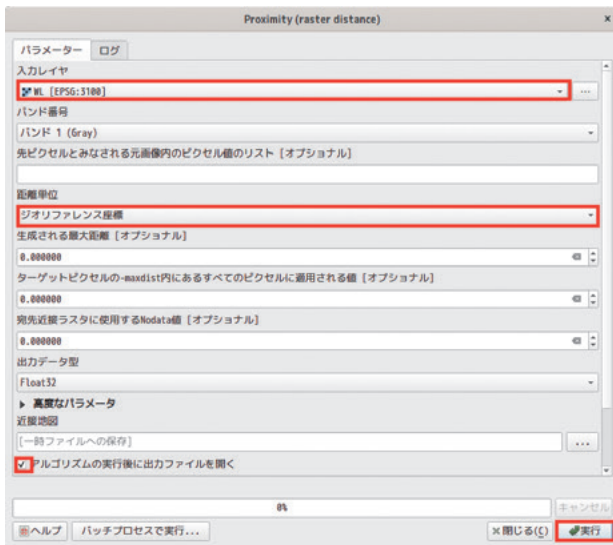 Proximity (raster distance)
パラメーター ログ
入力レイヤ
WL [EPSG:3100]
バンド番号
バンド 1 (Gray)
先ピクセルとみなされる元画像内のピクセル値のリスト [オプショナル]
距離単位
ジオリファレンス座標
生成される最大距離 [オプショナル]
0.000000
ターゲットピクセルの-maxdist内にあるすべてのピクセルに適用される値 [オプショナル]
0.000000
宛先近接ラスタに使用するNodata値 [オプショナル]
0.000000
出力データ型
Float32
高度なパラメータ
近接地図
[一時ファイルへの保存]
アルゴリズムの実行後に出力ファイルを開く
0%
キャンセル
ヘルプ バッチプロセスで実行... 閉じる(C) 実行